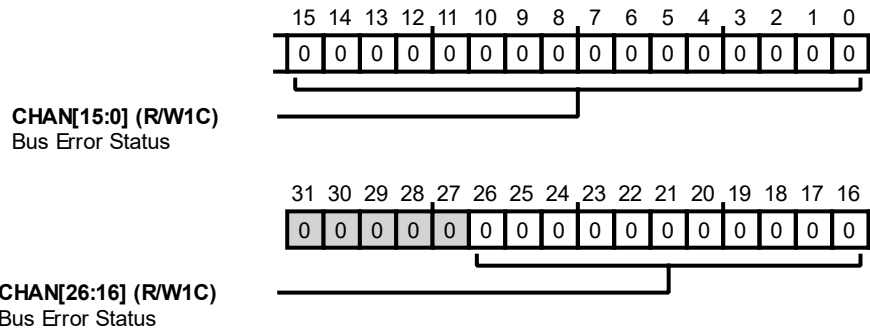 15 14 13 12 11 10 9 8 7 6 5 4 3 2 1 0
0 0 0 0 0 0 0 0 0 0 0 0 0 0 0 0
CHAN[15:0] (R/W1C)
Bus Error Status
31 30 29 28 27 26 25 24 23 22 21 20 19 18 17 16
0 0 0 0 0 0 0 0 0 0 0 0 0 0 0 0
CHAN[26:16] (R/W1C)
Bus Error Status